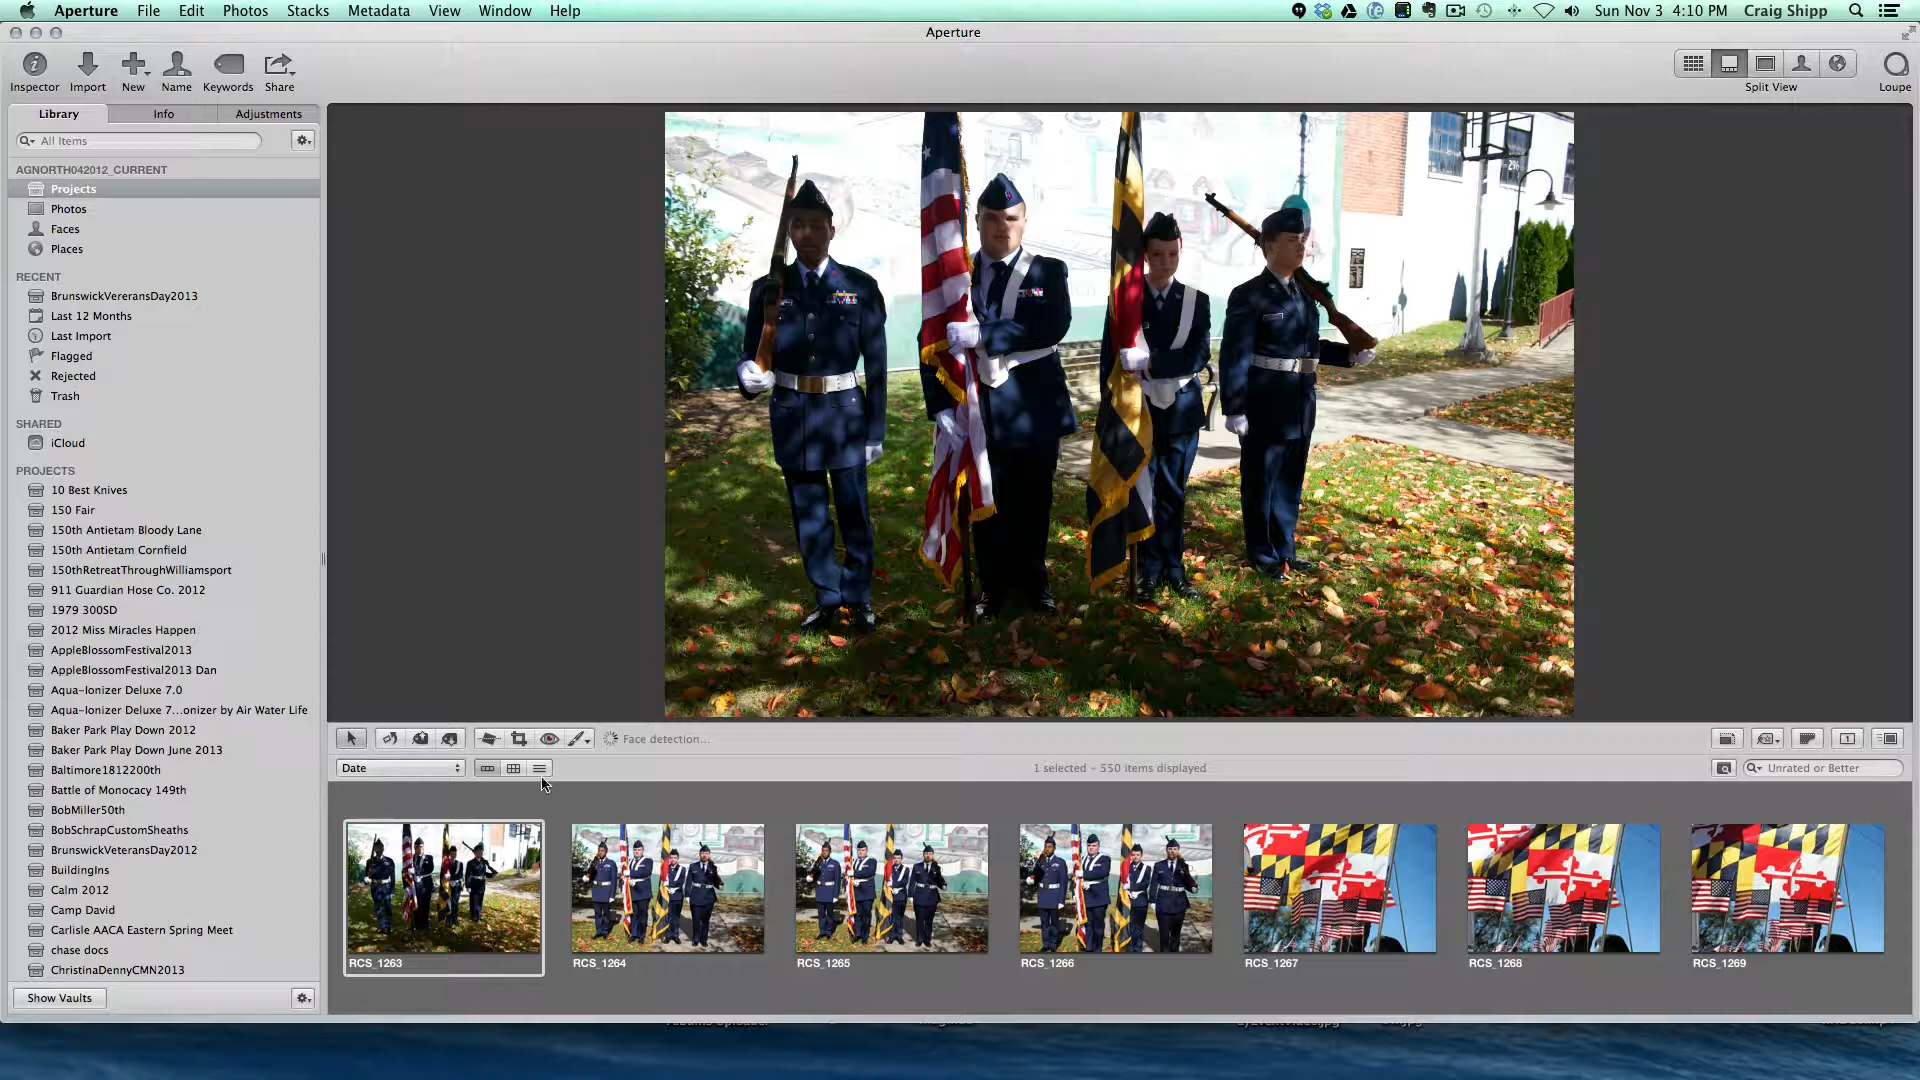 Aperture File Edit Photos Stacks Metadata View Window Help Sun Nov 3 4:10 PM Craig Shipp
Aperture
Inspector Import New Name Keywords Share Split View Loupe
Library Info Adjustments
All Items
AGNORTH042012_CURRENT
Projects
Photos
Faces
Places
RECENT
BrunswickVereransDay2013
Last 12 Months
Last Import
Flagged
Rejected
Trash
SHARED
iCloud
PROJECTS
10 Best Knives
150 Fair
150th Antietam Bloody Lane
150th Antietam Cornfield
150thRetreatThroughWilliamsport
911 Guardian Hose Co. 2012
1979 300SD
2012 Miss Miracles Happen
AppleBlossomFestival2013
AppleBlossomFestival2013 Dan
Aqua-Ionizer Deluxe 7.0
Aqua-Ionizer Deluxe 7...onizer by Air Water Life
Baker Park Play Down 2012
Baker Park Play Down June 2013
Baltimore1812200th
Battle of Monocacy 149th
BobMiller50th
BobSchrapCustomSheaths
BrunswickVeteransDay2012
BuildingIns
Calm 2012
Camp David
Carlisle AACA Eastern Spring Meet
chase docs
ChristinaDennyCMN2013
Show Vaults
Face detection...
Date
1 selected - 550 items displayed
Unrated or Better
RCS_1263 RCS_1264 RCS_1265 RCS_1266 RCS_1267 RCS_1268 RCS_1269